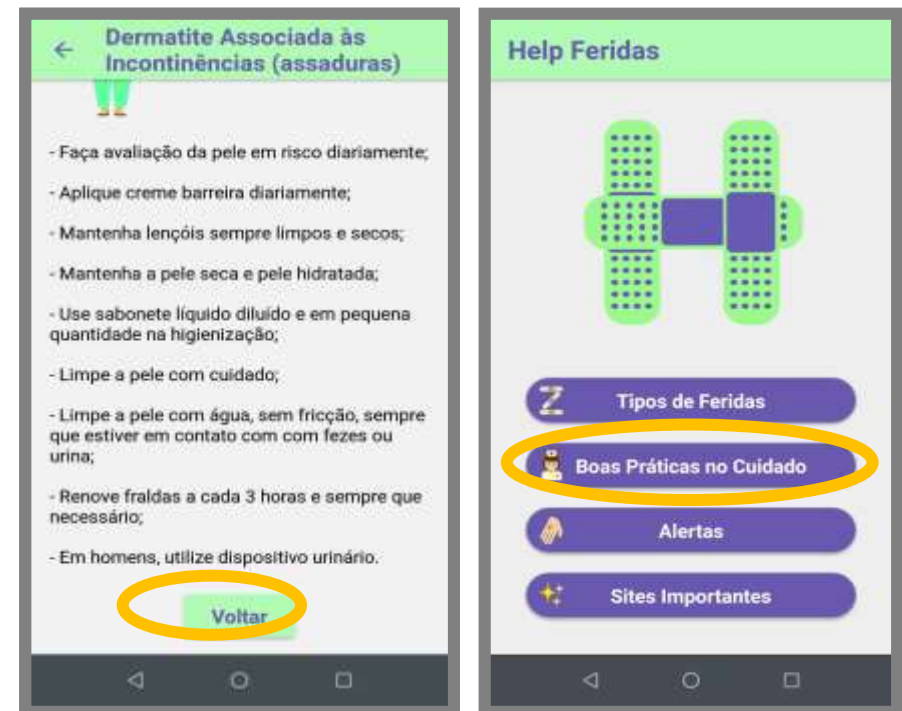 Dermatite Associada às
Incontinências (assaduras)
- Faça avaliação da pele em risco diariamente;
- Aplique creme barreira diariamente;
- Mantenha lençóis sempre limpos e secos;
- Mantenha a pele seca e pele hidratada;
- Use sabonete líquido diluído e em pequena
quantidade na higienização;
- Limpe a pele com cuidado;
- Limpe a pele com água, sem fricção, sempre
que estiver em contato com com fezes ou
urina;
- Renove fraldas a cada 3 horas e sempre que
necessário;
- Em homens, utilize dispositivo urinário.
Voltar
Help Feridas
Tipos de Feridas
Boas Práticas no Cuidado
Alertas
Sites Importantes